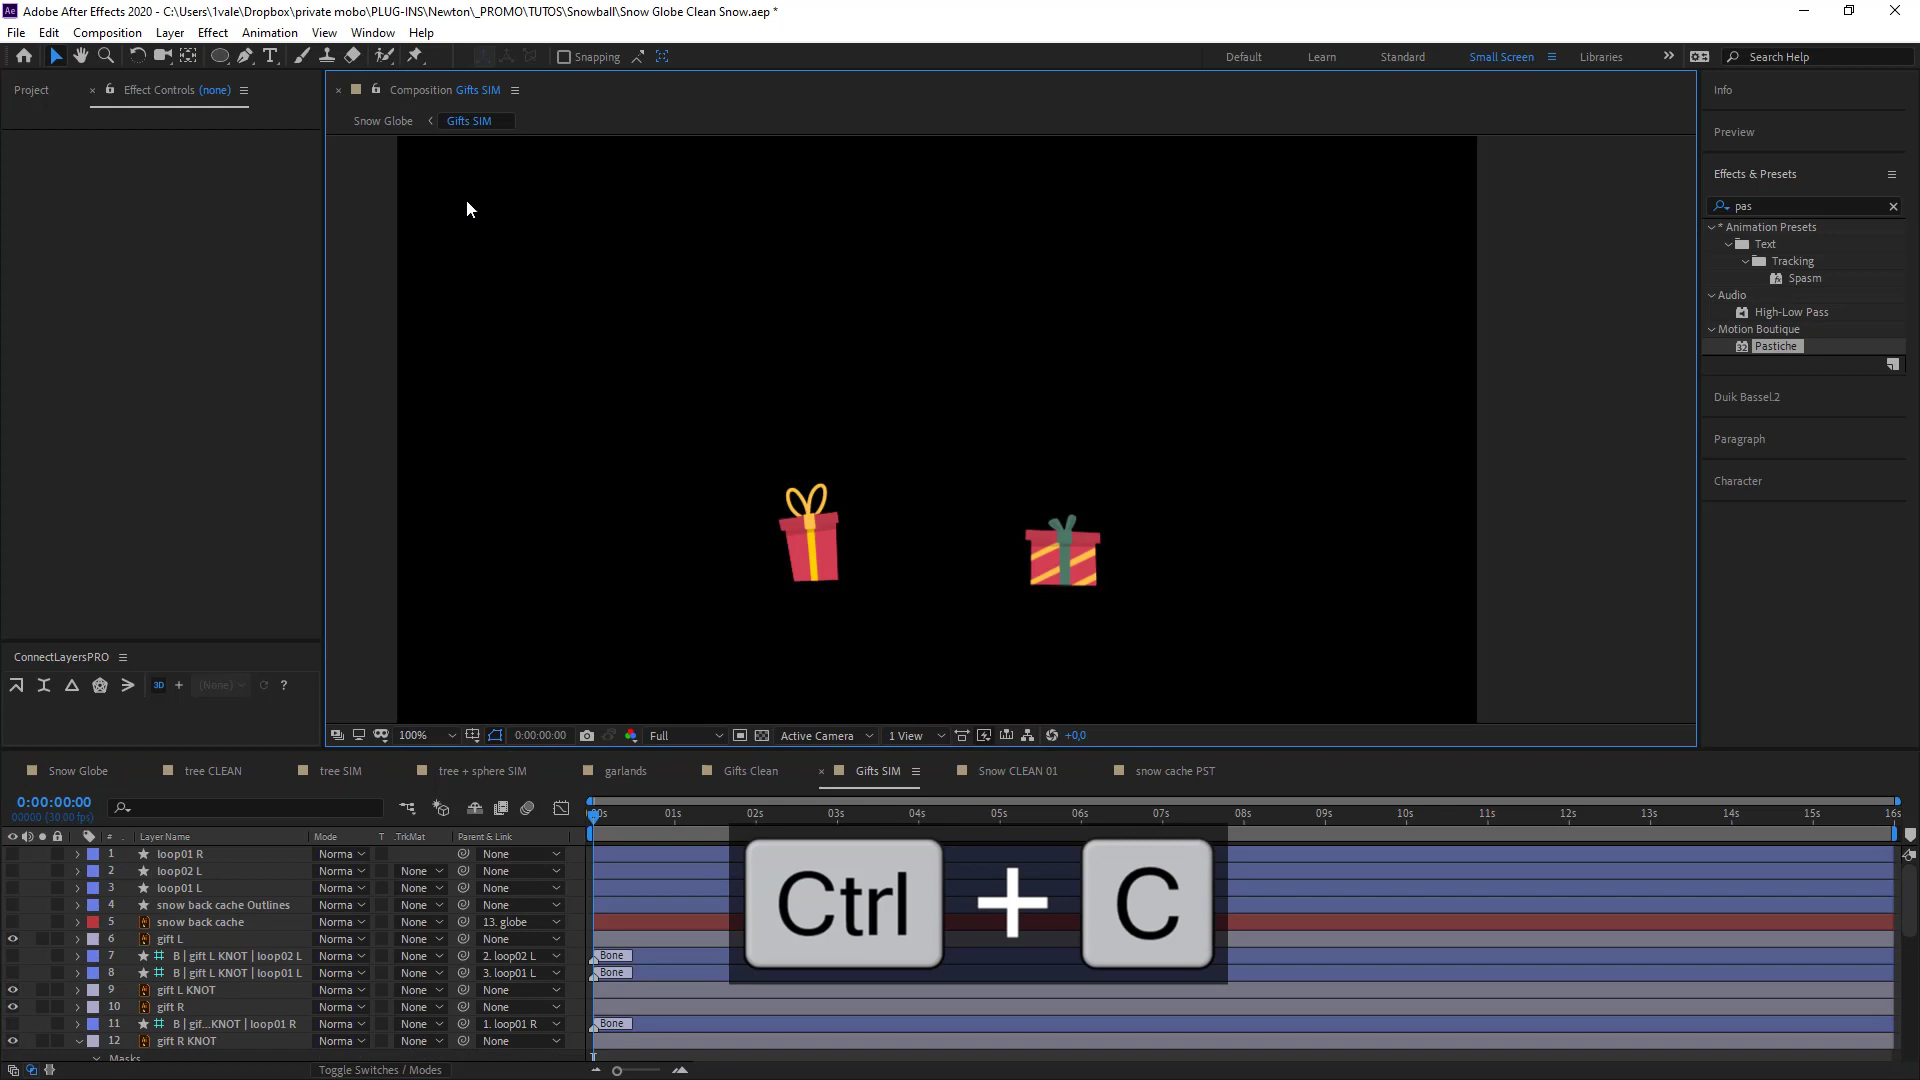 Ae Adobe After Effects 2020 - C:\Users\1vale\Dropbox\private mobo\PLUG-INS\Newton\_PROMO\TUTOS\Snowball\Snow Globe Clean Snow.aep *
File Edit Composition Layer Effect Animation View Window Help
Snapping Default Learn Standard Small Screen Libraries Search Help
Project Effect Controls (none)
Composition Gifts SIM
Snow Globe Gifts SIM
Info
Preview
Effects & Presets
pas
* Animation Presets
Text
Tracking
Spasm
Audio
High-Low Pass
Motion Boutique
32 Pastiche
Duik Bassel.2
Paragraph
Character
ConnectLayersPRO
3D + (None) ?
100% 0:00:00:00 Full Active Camera 1 View +0,0
Snow Globe tree CLEAN tree SIM tree + sphere SIM garlands Gifts Clean Gifts SIM Snow CLEAN 01 snow cache PST
0:00:00:00
00000 (30.00 fps)
00s 01s 02s 03s 04s 05s 06s 07s 08s 09s 10s 11s 12s 13s 14s 15s 16s
# Layer Name Mode T .TrkMat Parent & Link
1 loop01 R Norma None
2 loop02 L Norma None None
3 loop01 L Norma None None
4 snow back cache Outlines Norma None None
5 snow back cache Norma None 13. globe
6 gift L Norma None None
7 B | gift L KNOT | loop02 L Norma None 2. loop02 L Bone
8 B | gift L KNOT | loop01 L Norma None 3. loop01 L Bone
9 gift L KNOT Norma None None
10 gift R Norma None None
11 B | gif...KNOT | loop01 R Norma None 1. loop01 R Bone
12 gift R KNOT Norma None None
Masks
Toggle Switches / Modes
Ctrl + C